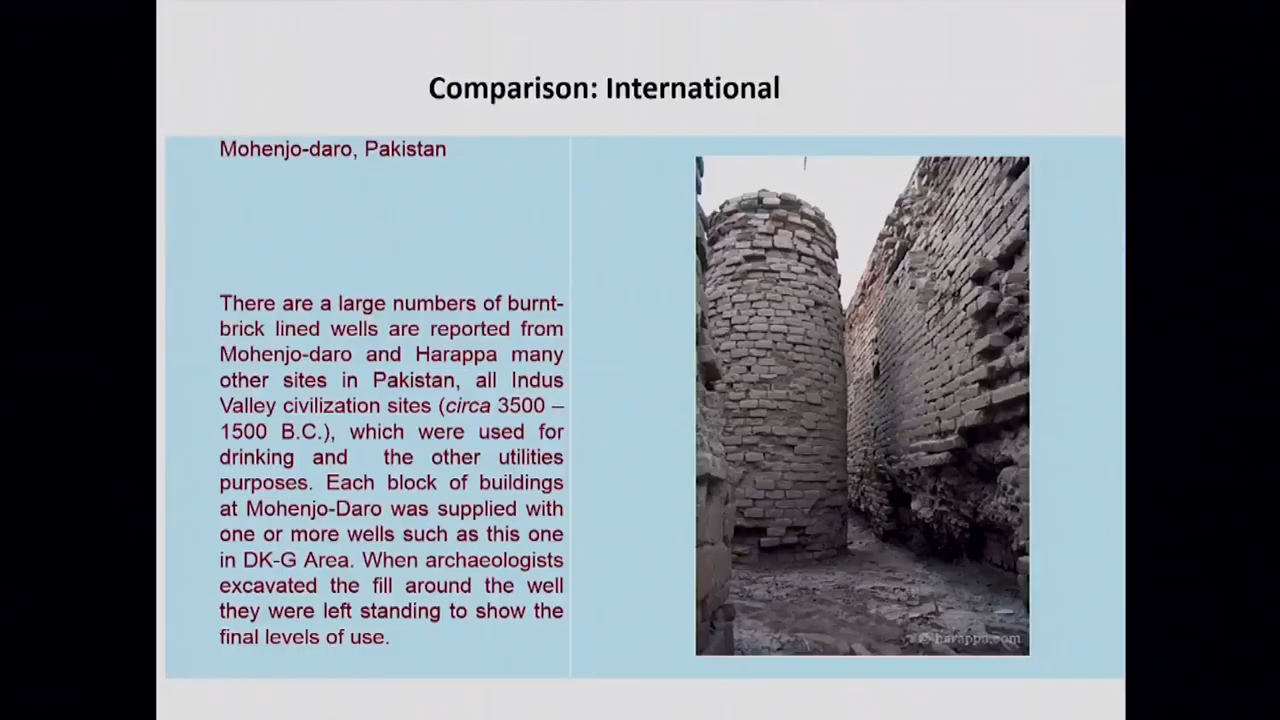 Comparison: International
Mohenjo-daro, Pakistan
There are a large numbers of burnt-
brick lined wells are reported from
Mohenjo-daro and Harappa many
other sites in Pakistan, all Indus
Valley civilization sites (circa 3500 –
1500 B.C.), which were used for
drinking and the other utilities
purposes. Each block of buildings
at Mohenjo-Daro was supplied with
one or more wells such as this one
in DK-G Area. When archaeologists
excavated the fill around the well
they were left standing to show the
final levels of use.
© harappa.com